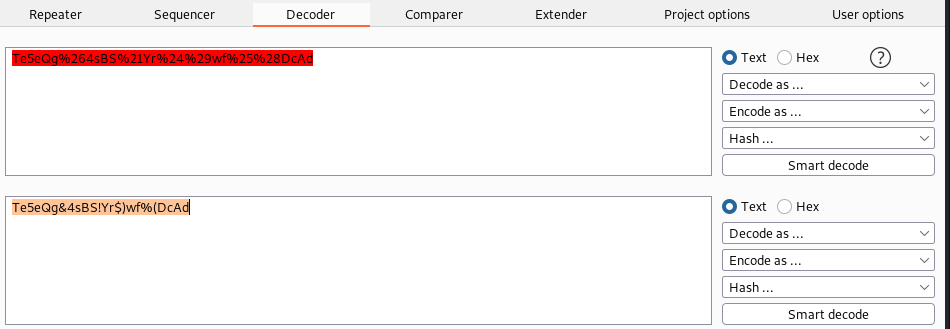 Repeater Sequencer Decoder Comparer Extender Project options User options
Te5eQg%264sBS%21Yr%24%29wf%25%28DcAd
Text Hex ?
Decode as ...
Encode as ...
Hash ...
Smart decode
Te5eQg&4sBS!Yr$)wf%(DcAd
Text Hex
Decode as ...
Encode as ...
Hash ...
Smart decode